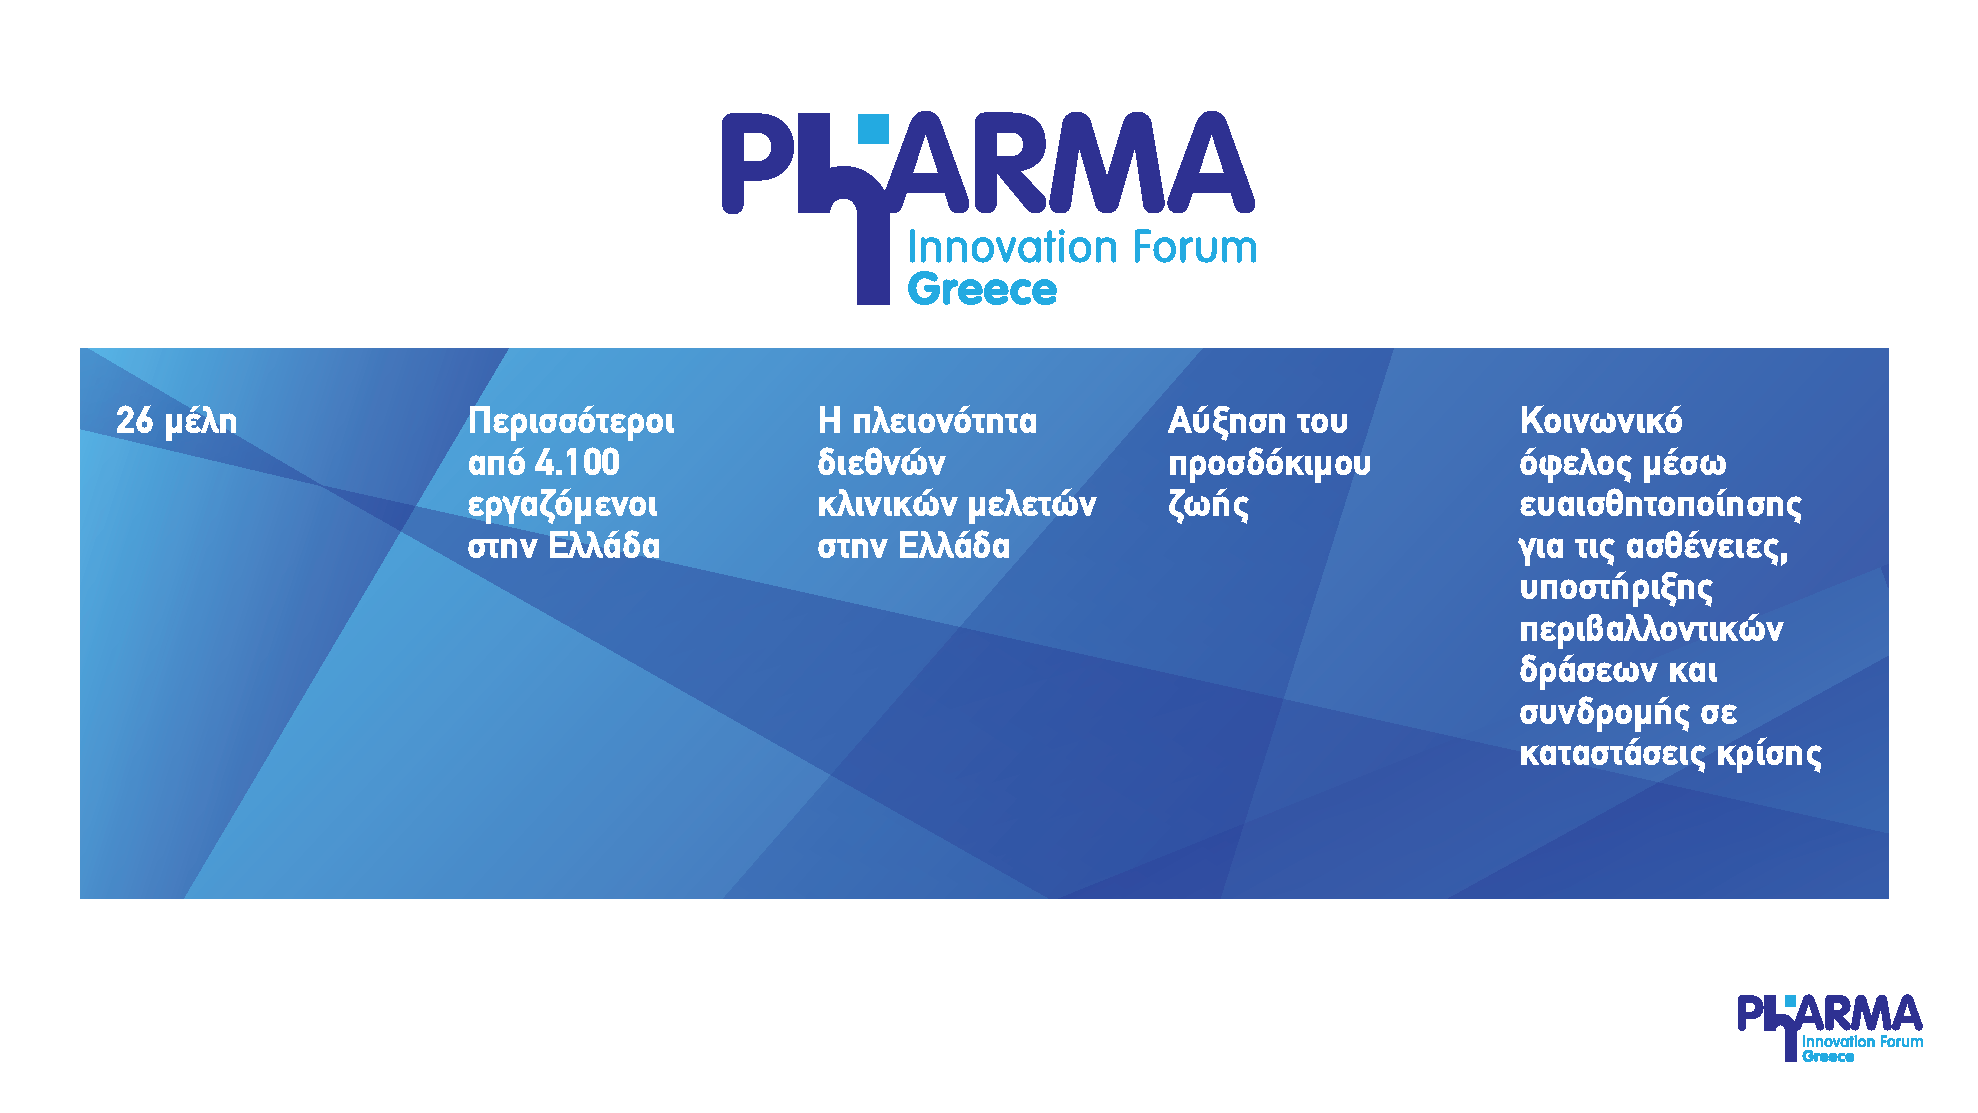 PhARMA
Innovation Forum
Greece
26 μέλη
Περισσότεροι
από 4.100
εργαζόμενοι
στην Ελλάδα
Η πλειονότητα
διεθνών
κλινικών μελετών
στην Ελλάδα
Αύξηση του
προσδόκιμου
ζωής
Κοινωνικό
όφελος μέσω
ευαισθητοποίησης
για τις ασθένειες,
υποστήριξης
περιβαλλοντικών
δράσεων και
συνδρομής σε
καταστάσεις κρίσης
PhARMA
Innovation Forum
Greece